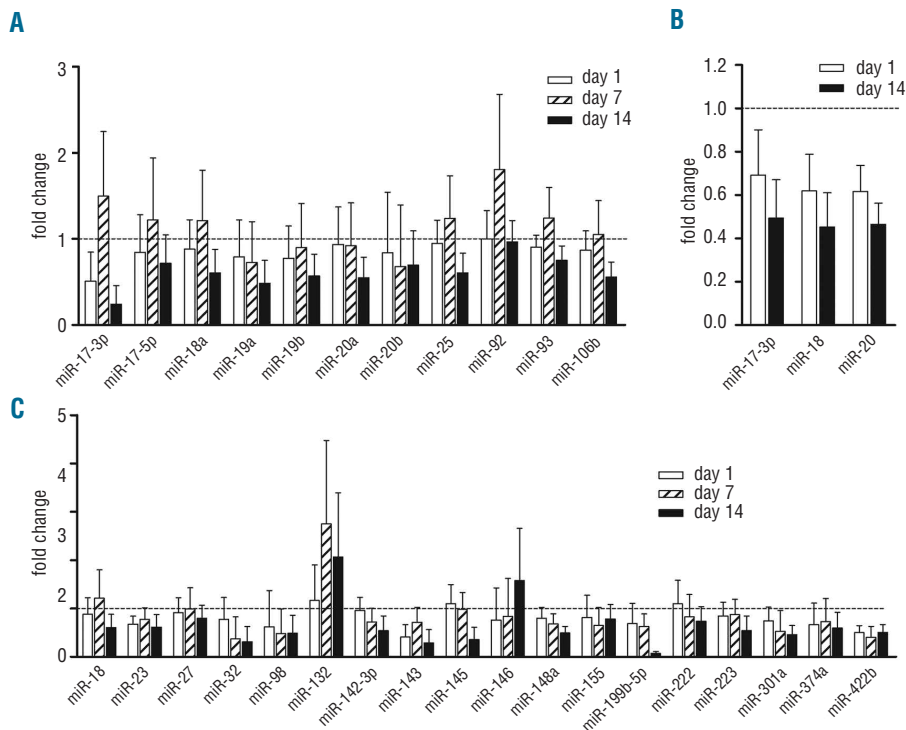 A
3
2
1
0
fold change
day 1
day 7
day 14
miR-17-3p
miR-17-5p
miR-18a
miR-19a
miR-19b
miR-20a
miR-20b
miR-25
miR-92
miR-93
miR-106b
B
1.2
1.0
0.8
0.6
0.4
0.2
0.0
fold change
day 1
day 14
miR-17-3p
miR-18
miR-20
C
5
4
3
2
0
fold change
day 1
day 7
day 14
miR-18
miR-23
miR-27
miR-32
miR-98
miR-132
miR-142-3p
miR-143
miR-145
miR-146
miR-148a
miR-155
miR-199b-5p
miR-222
miR-223
miR-301a
miR-374a
miR-422b